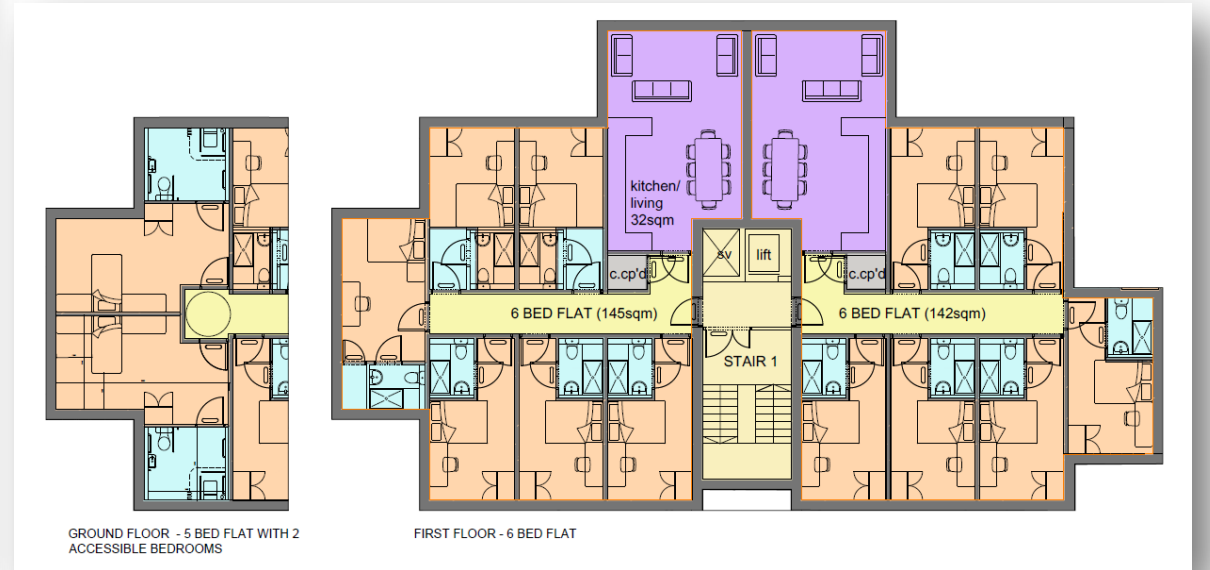 kitchen/
living
32sqm
sv
lift
c.cp'd
c.cp'd
6 BED FLAT (145sqm)
6 BED FLAT (142sqm)
STAIR 1
GROUND FLOOR - 5 BED FLAT WITH 2
ACCESSIBLE BEDROOMS
FIRST FLOOR - 6 BED FLAT